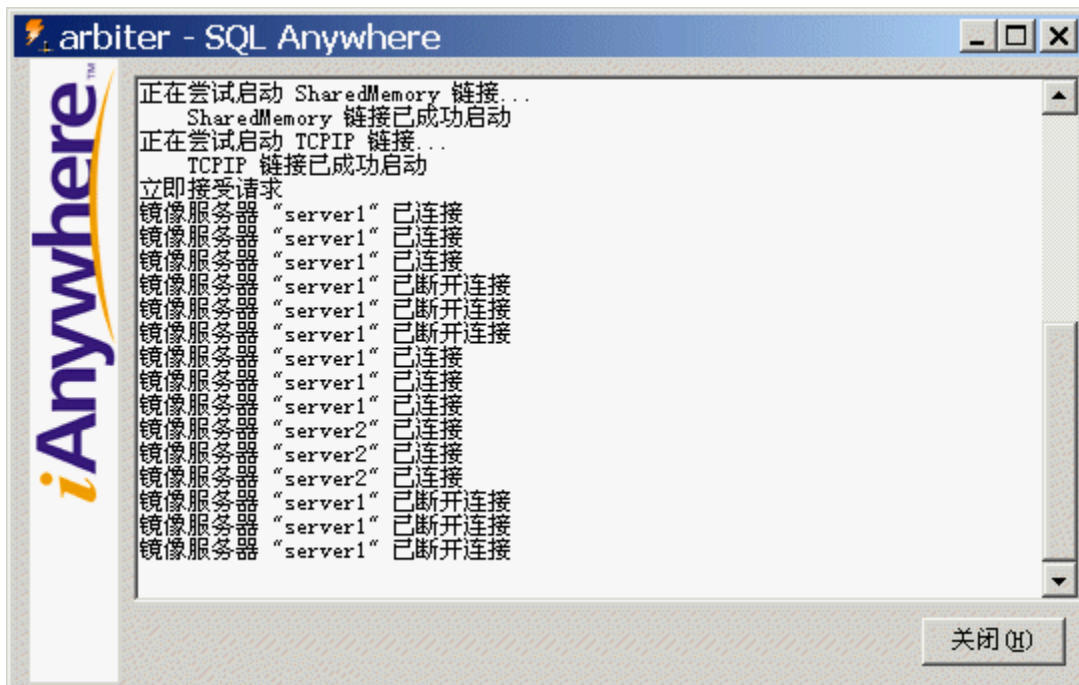 arbiter - SQL Anywhere
iAnywhere™
正在尝试启动 SharedMemory 链接...
SharedMemory 链接已成功启动
正在尝试启动 TCPIP 链接...
TCPIP 链接已成功启动
立即接受请求
镜像服务器 "server1" 已连接
镜像服务器 "server1" 已连接
镜像服务器 "server1" 已连接
镜像服务器 "server1" 已断开连接
镜像服务器 "server1" 已断开连接
镜像服务器 "server1" 已断开连接
镜像服务器 "server1" 已连接
镜像服务器 "server1" 已连接
镜像服务器 "server1" 已连接
镜像服务器 "server2" 已连接
镜像服务器 "server2" 已连接
镜像服务器 "server2" 已连接
镜像服务器 "server1" 已断开连接
镜像服务器 "server1" 已断开连接
镜像服务器 "server1" 已断开连接
关闭(H)